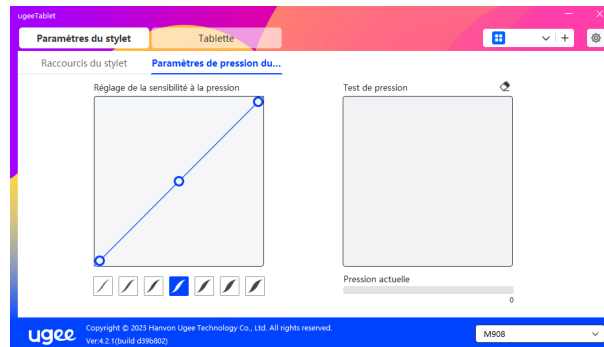 ugeeTablet
Paramètres du stylet
Tablette
Raccourcis du stylet
Paramètres de pression du...
Réglage de la sensibilité à la pression
Test de pression
Pression actuelle
0
ugee
Copyright © 2023 Hanvon Ugee Technology Co., Ltd. All rights reserved.
Ver.4.2.1(build d39b802)
M908